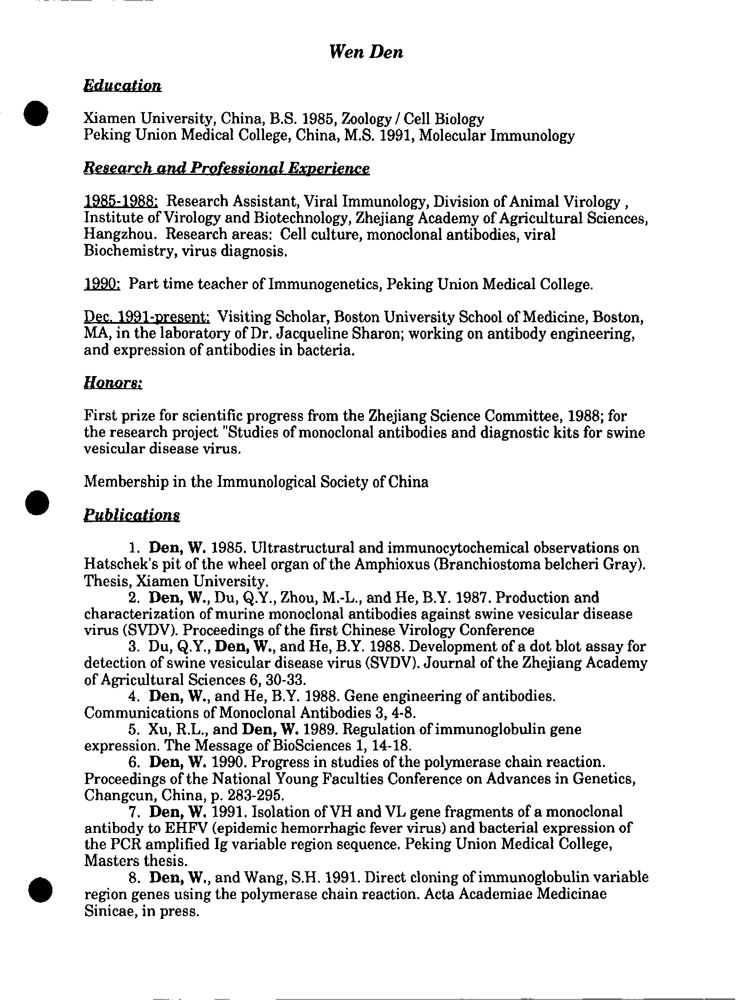 Wen Den
Education
Xiamen University, China, B.S. 1985, Zoology / Cell Biology
Peking Union Medical College, China, M.S. 1991, Molecular Immunology
Research and Professional Experience
1985-1988: Research Assistant, Viral Immunology, Division of Animal Virology ,
Institute of Virology and Biotechnology, Zhejiang Academy of Agricultural Sciences,
Hangzhou. Research areas: Cell culture, monoclonal antibodies, viral
Biochemistry, virus diagnosis.
1990: Part time teacher of Immunogenetics, Peking Union Medical College.
Dec. 1991-present: Visiting Scholar, Boston University School of Medicine, Boston,
MA, in the laboratory of Dr. Jacqueline Sharon; working on antibody engineering,
and expression of antibodies in bacteria.
Honors:
First prize for scientific progress from the Zhejiang Science Committee, 1988; for
the research project "Studies of monoclonal antibodies and diagnostic kits for swine
vesicular disease virus.
Membership in the Immunological Society of China
Publications
1. Den, W. 1985. Ultrastructural and immunocytochemical observations on
Hatschek's pit of the wheel organ of the Amphioxus (Branchiostoma belcheri Gray).
Thesis, Xiamen University.
2. Den, W., Du, Q.Y., Zhou, M.-L., and He, B.Y. 1987. Production and
characterization of murine monoclonal antibodies against swine vesicular disease
virus (SVDV). Proceedings of the first Chinese Virology Conference
3. Du, Q.Y., Den, W., and He, B.Y. 1988. Development of a dot blot assay for
detection of swine vesicular disease virus (SVDV). Journal of the Zhejiang Academy
of Agricultural Sciences 6, 30-33.
4. Den, W., and He, B.Y. 1988. Gene engineering of antibodies.
Communications of Monoclonal Antibodies 3, 4-8.
5. Xu, R.L., and Den, W. 1989. Regulation of immunoglobulin gene
expression. The Message of BioSciences 1, 14-18.
6. Den, W. 1990. Progress in studies of the polymerase chain reaction.
Proceedings of the National Young Faculties Conference on Advances in Genetics,
Changcun, China, p. 283-295.
7. Den, W. 1991. Isolation of VH and VL gene fragments of a monoclonal
antibody to EHFV (epidemic hemorrhagic fever virus) and bacterial expression of
the PCR amplified Ig variable region sequence. Peking Union Medical College,
Masters thesis.
8. Den, W., and Wang, S.H. 1991. Direct cloning of immunoglobulin variable
region genes using the polymerase chain reaction. Acta Academiae Medicinae
Sinicae, in press.